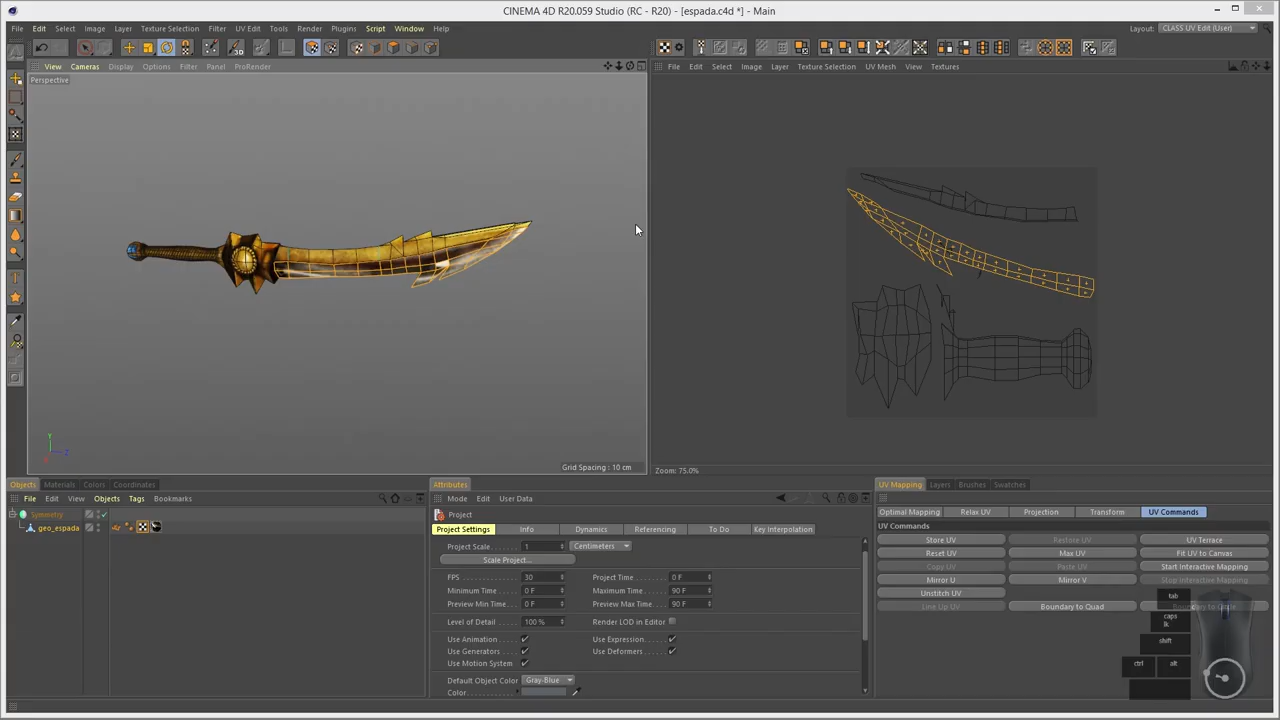 CINEMA 4D R20.059 Studio (RC - R20) - [espada.c4d *] - Main
File Edit Select Image Layer Texture Selection Filter UV Edit Tools Render Plugins Script Window Help
Layout: CLASS UV Edit (User)
View Cameras Display Options Filter Panel ProRender
File Edit Select Image Layer Texture Selection UV Mesh View Textures
Perspective
Y
Z
Grid Spacing : 10 cm
Zoom: 75.0%
Objects Materials Colors Coordinates
Attributes
UV Mapping Layers Brushes Swatches
File Edit View Objects Tags Bookmarks
Mode Edit User Data
Symmetry
geo_espada
Project
Project Settings Info Dynamics Referencing To Do Key Interpolation
Project Scale 1 Centimeters
Scale Project...
FPS 30 Project Time 0 F
Minimum Time 0 F Maximum Time 90 F
Preview Min Time 0 F Preview Max Time 90 F
Level of Detail 100 % Render LOD in Editor
Use Animation Use Expression
Use Generators Use Deformers
Use Motion System
Default Object Color Gray-Blue
Color
Optimal Mapping Relax UV Projection Transform UV Commands
UV Commands
Store UV Restore UV UV Terrace
Reset UV Max UV Fit UV to Canvas
Copy UV Paste UV Start Interactive Mapping
Mirror U Mirror V Stop Interactive Mapping
Unstitch UV
Line Up UV Boundary to Quad Boundary to Circle
tab
caps
lk
shift
ctrl alt